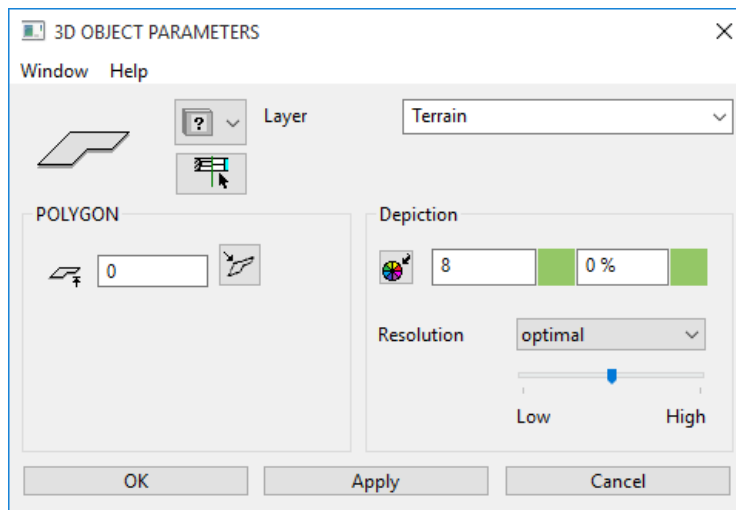 3D OBJECT PARAMETERS
Window Help
? Layer Terrain
POLYGON
0
Depiction
8 0 %
Resolution optimal
Low High
OK Apply Cancel